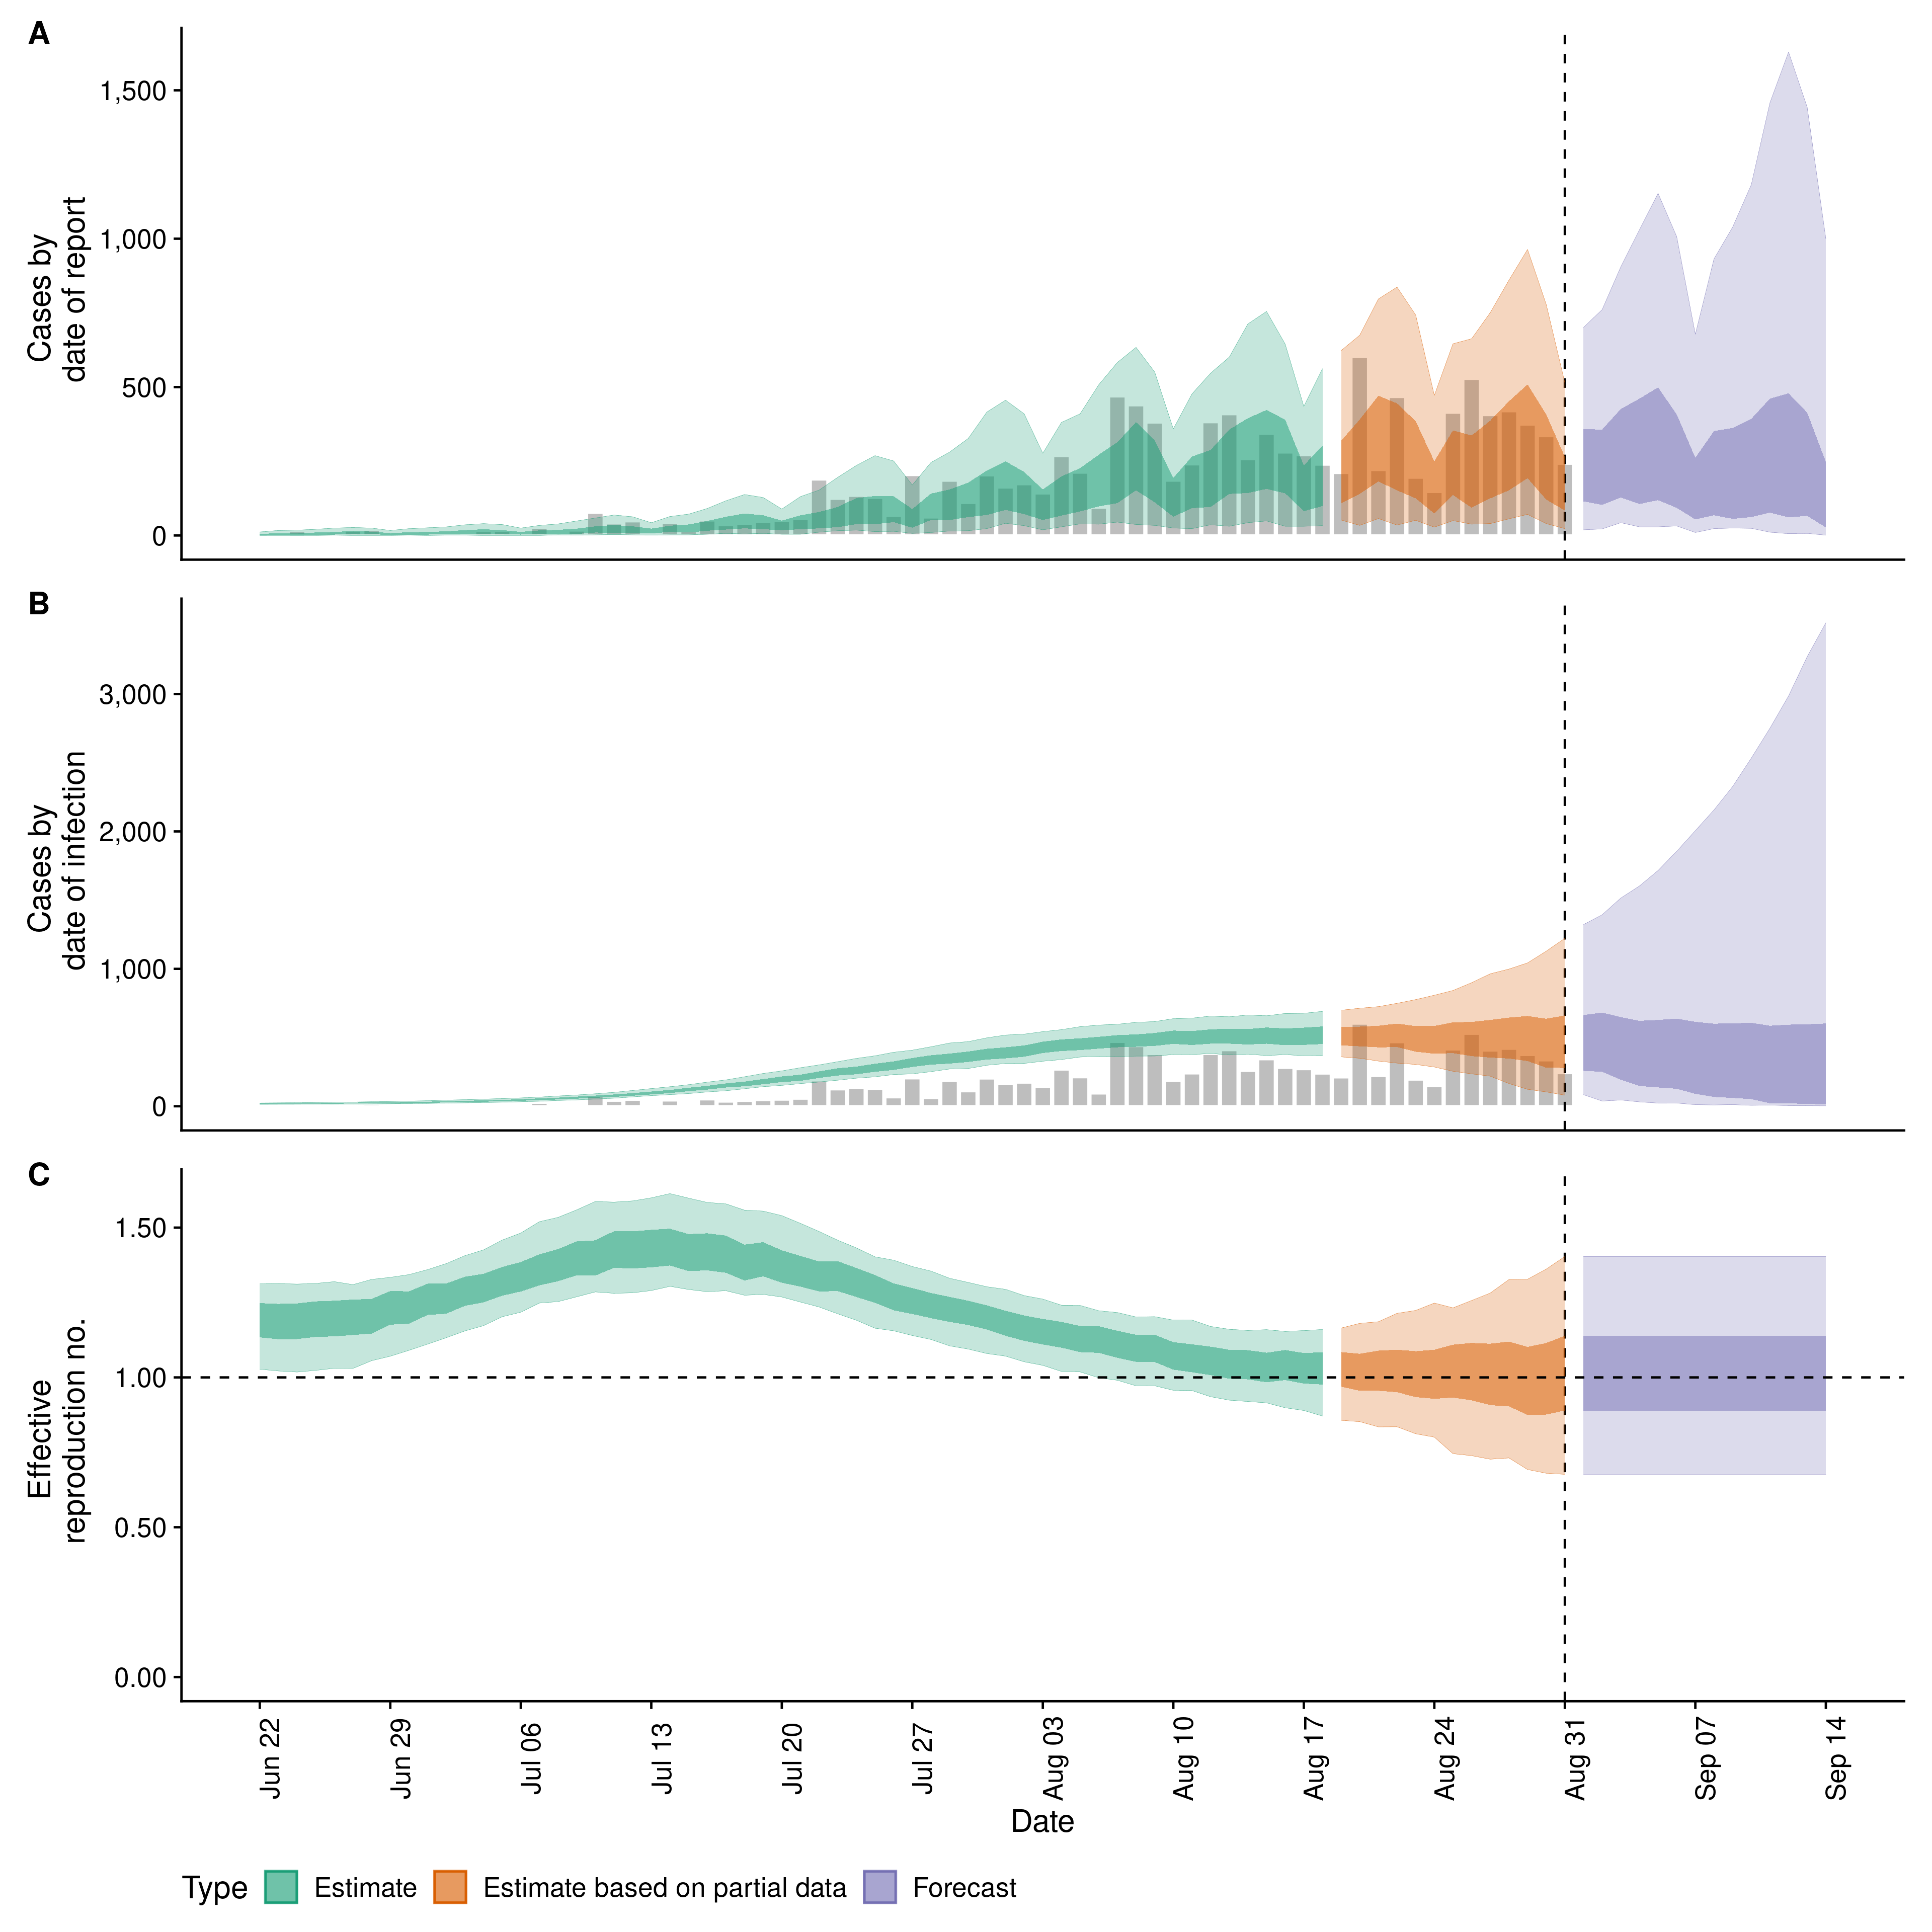 A
Cases by
date of report
1,500
1,000
500
0
B
Cases by
date of infection
3,000
2,000
1,000
0
C
Effective
reproduction no.
1.50
1.00
0.50
0.00
Jun 22
Jun 29
Jul 06
Jul 13
Jul 20
Jul 27
Aug 03
Aug 10
Aug 17
Aug 24
Aug 31
Sep 07
Sep 14
Date
Type Estimate Estimate based on partial data Forecast